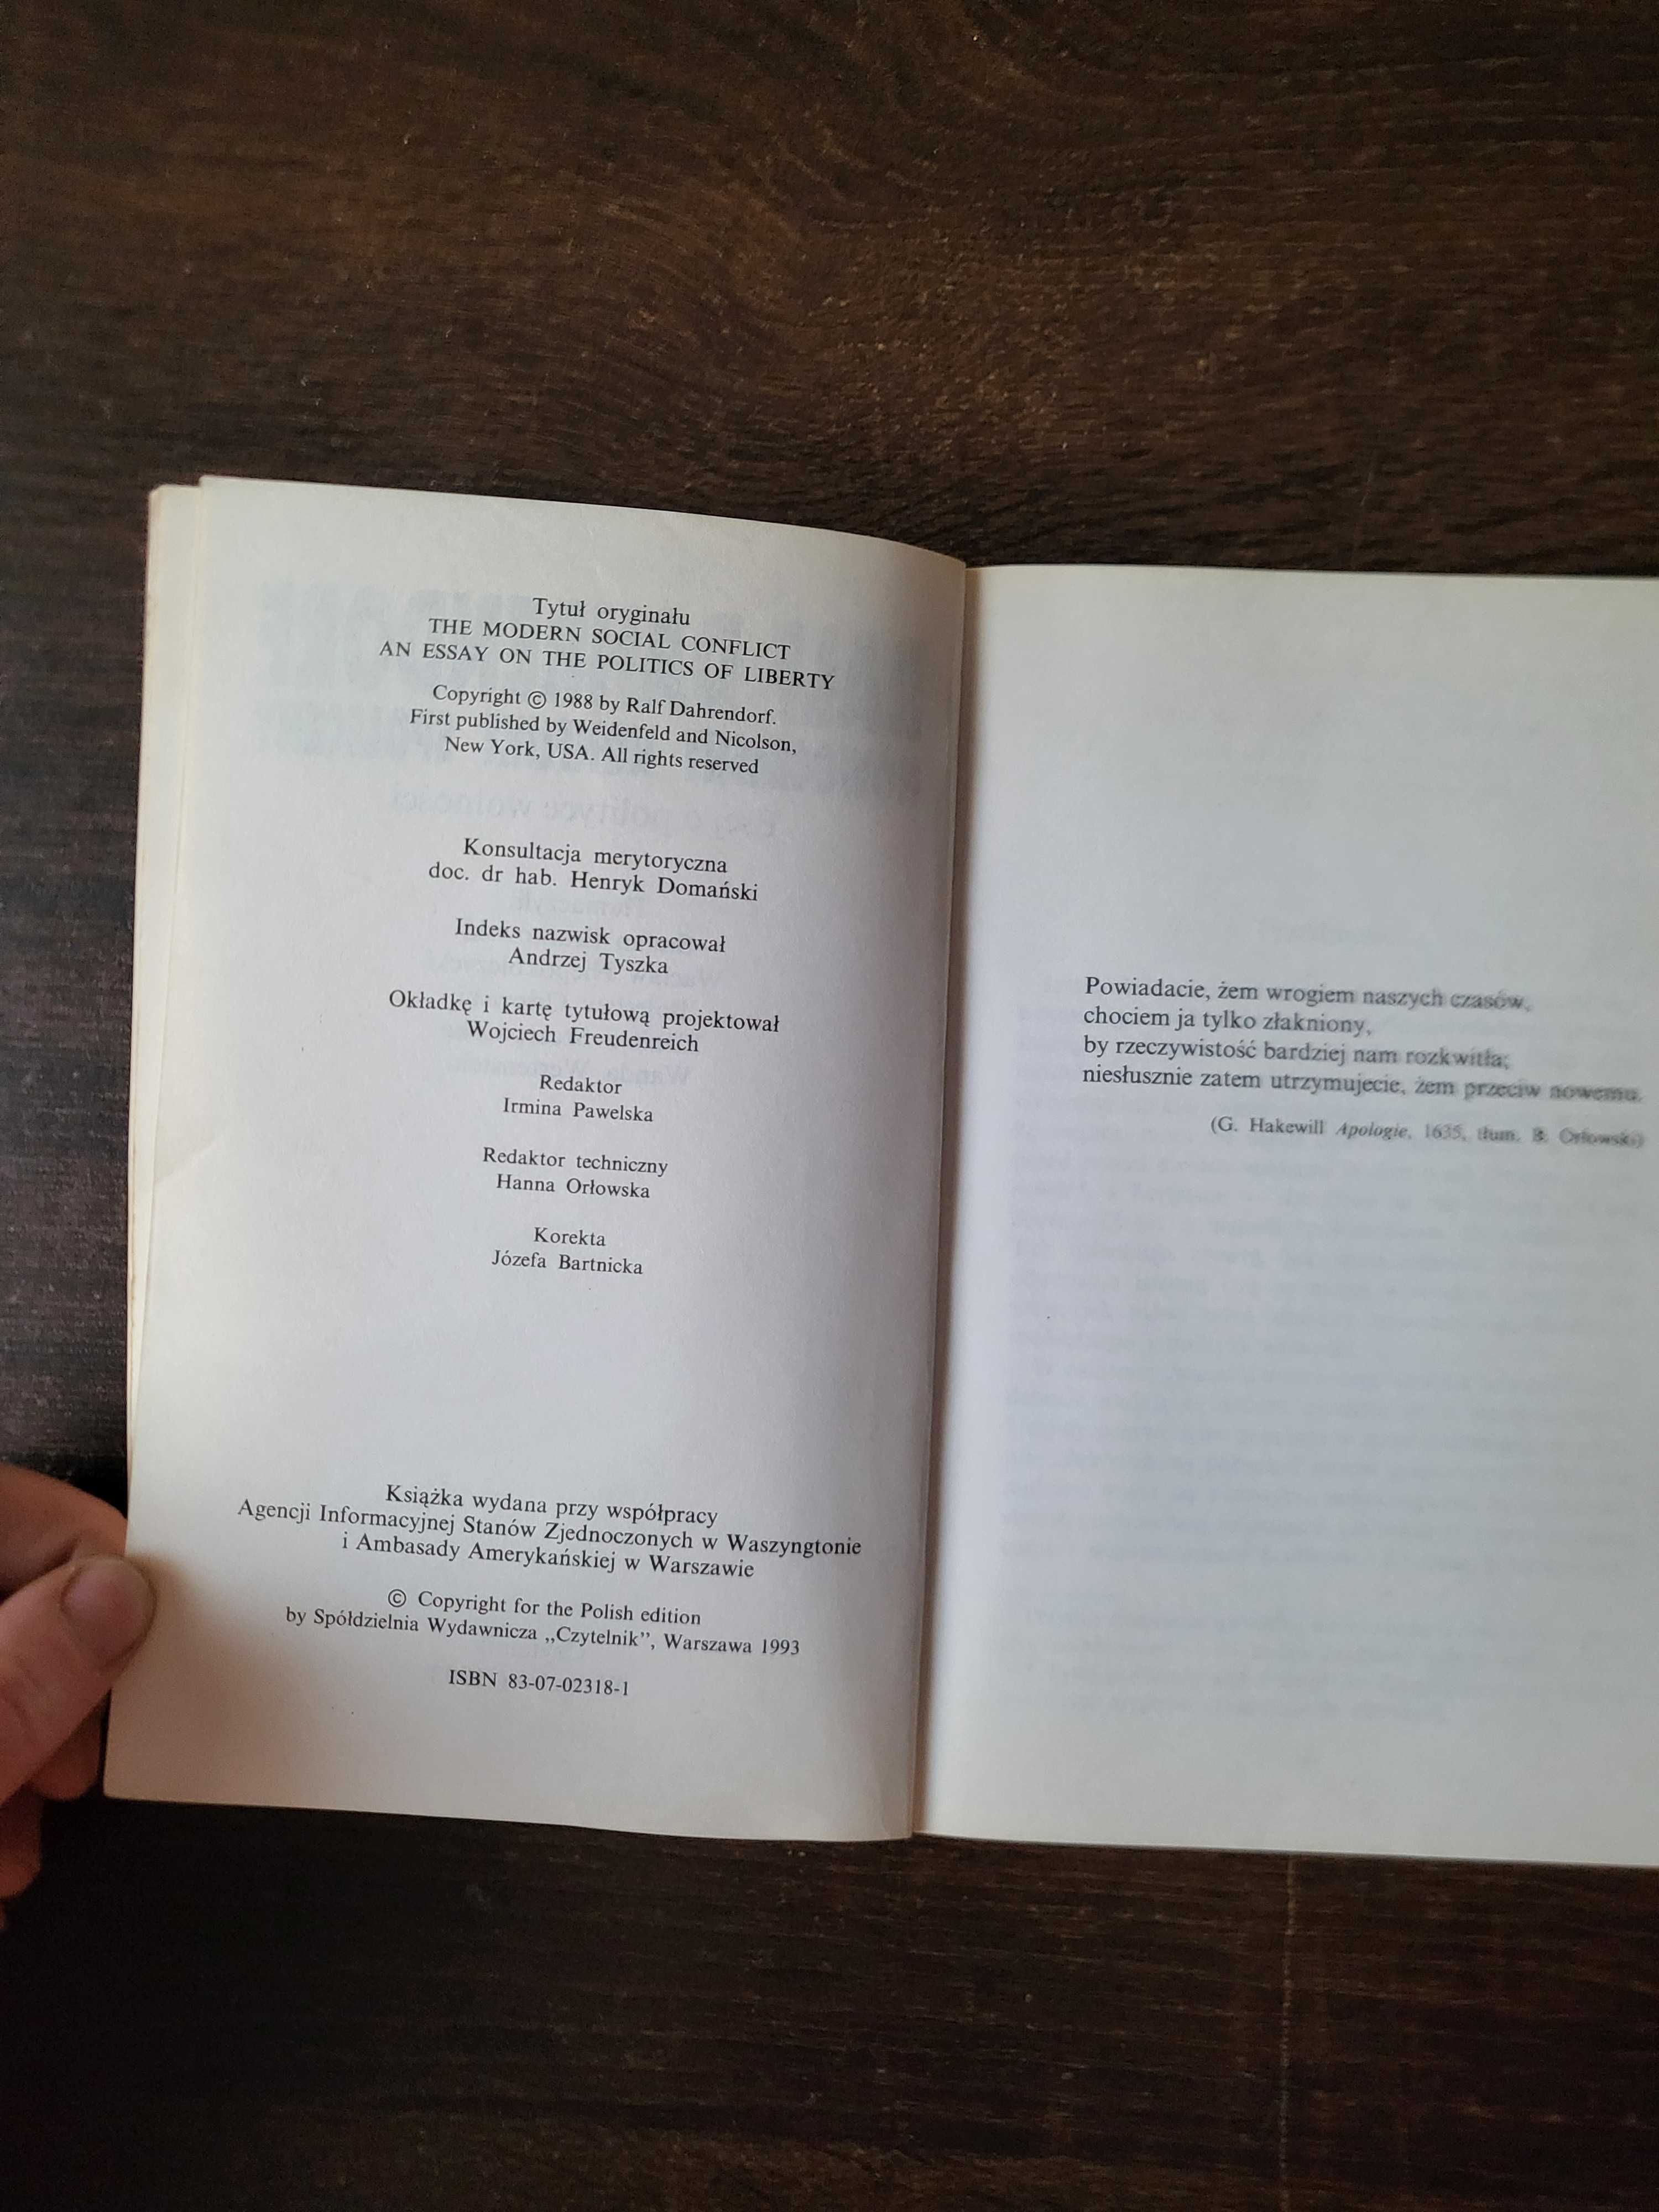 Tytuł oryginału
THE MODERN SOCIAL CONFLICT
AN ESSAY ON THE POLITICS OF LIBERTY
Copyright © 1988 by Ralf Dahrendorf.
First published by Weidenfeld and Nicolson,
New York, USA. All rights reserved
Konsultacja merytoryczna
doc. dr hab. Henryk Domański
Indeks nazwisk opracował
Andrzej Tyszka
Okładkę i kartę tytułową projektował
Wojciech Freudenreich
Redaktor
Irmina Pawelska
Redaktor techniczny
Hanna Orłowska
Korekta
Józefa Bartnicka
Książka wydana przy współpracy
Agencji Informacyjnej Stanów Zjednoczonych w Waszyngtonie
i Ambasady Amerykańskiej w Warszawie
© Copyright for the Polish edition
by Spółdzielnia Wydawnicza „Czytelnik”, Warszawa 1993
ISBN 83-07-02318-1
Powiadacie, żem wrogiem naszych czasów,
chociem ja tylko złakniony,
by rzeczywistość bardziej nam rozkwitła;
niesłusznie zatem utrzymujecie, żem przeciw nowemu.
(G. Hakewill Apologie, 1635, tłum. B. Orłowski)